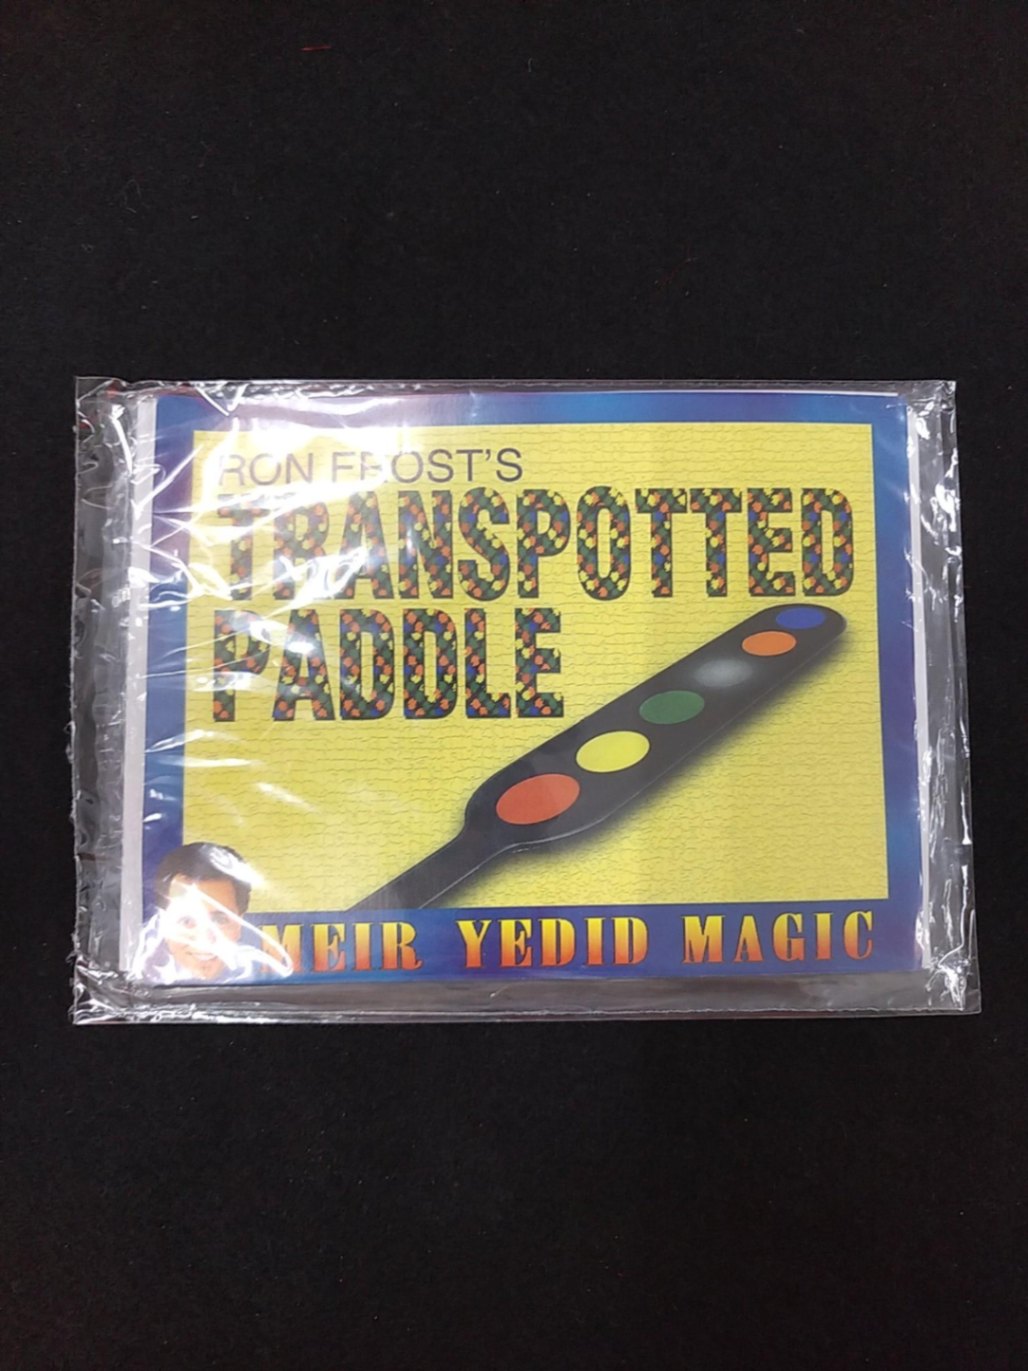 RON FROST'S
TRANSPOTTED
PADDLE
MEIR YEDID MAGIC